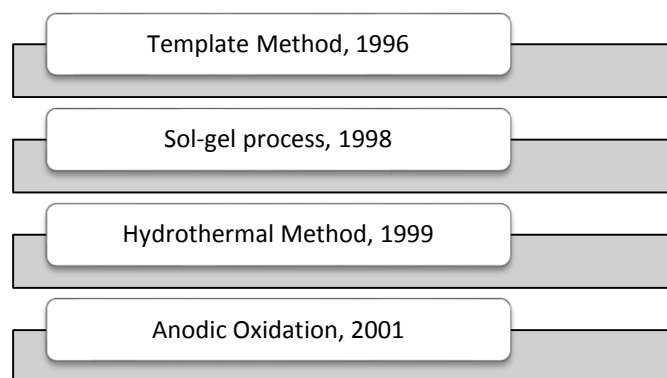 Template Method, 1996
Sol-gel process, 1998
Hydrothermal Method, 1999
Anodic Oxidation, 2001